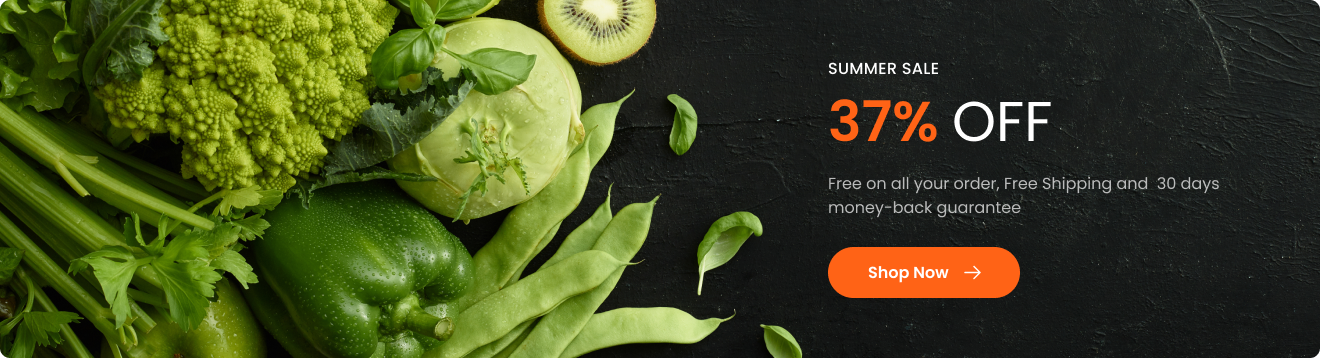 SUMMER SALE
37% OFF
Free on all your order, Free Shipping and  30 days
money-back guarantee
Shop Now